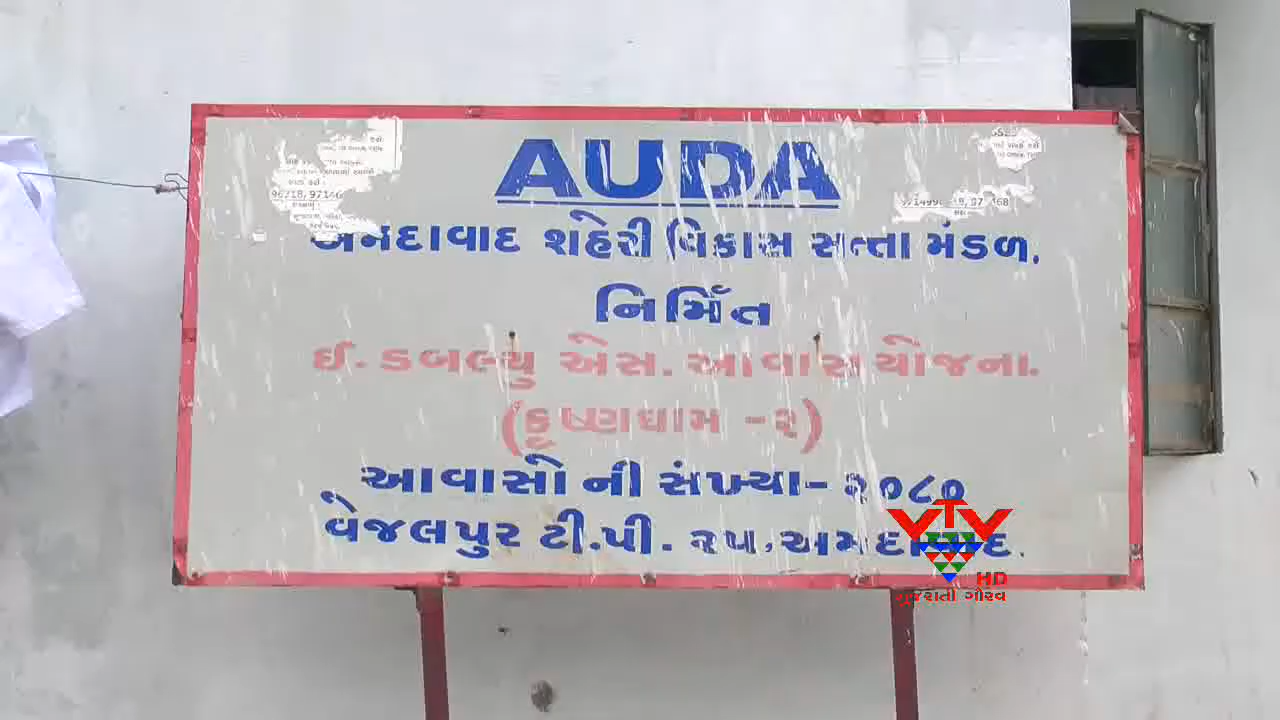 AUDA
અમદાવાદ શહેરી વિકાસ સત્તા મંડળ.
નિર્મિત
ઈ. ડબલ્યુ એસ. આવાસ યોજના.
(કૃષ્ણધામ - ૨)
આવાસો ની સંખ્યા - ૨૦૮૦
વેજલપુર ટી.પી. ૨૫, અમદાવાદ.
VTV
HD
ગુજરાતી ગૌરવ